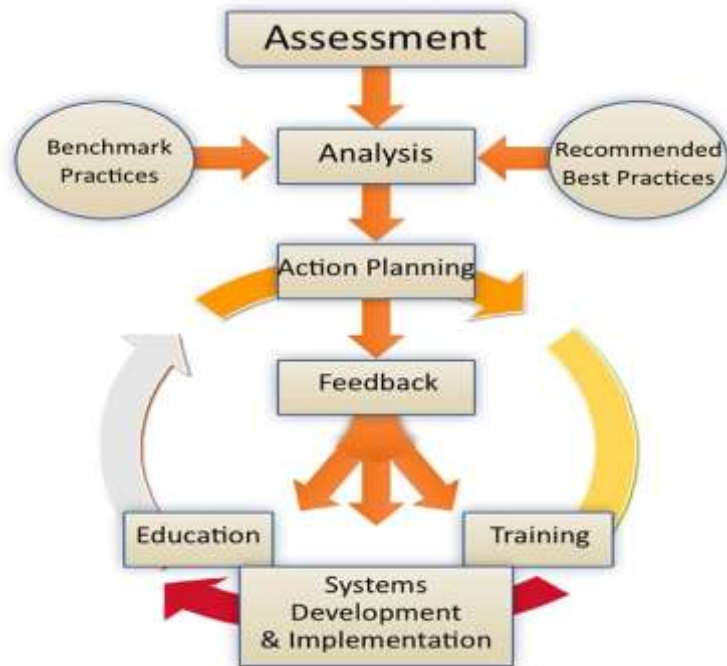 Assessment
Benchmark
Practices
Analysis
Recommended
Best Practices
Action Planning
Feedback
Education
Training
Systems
Development
& Implementation